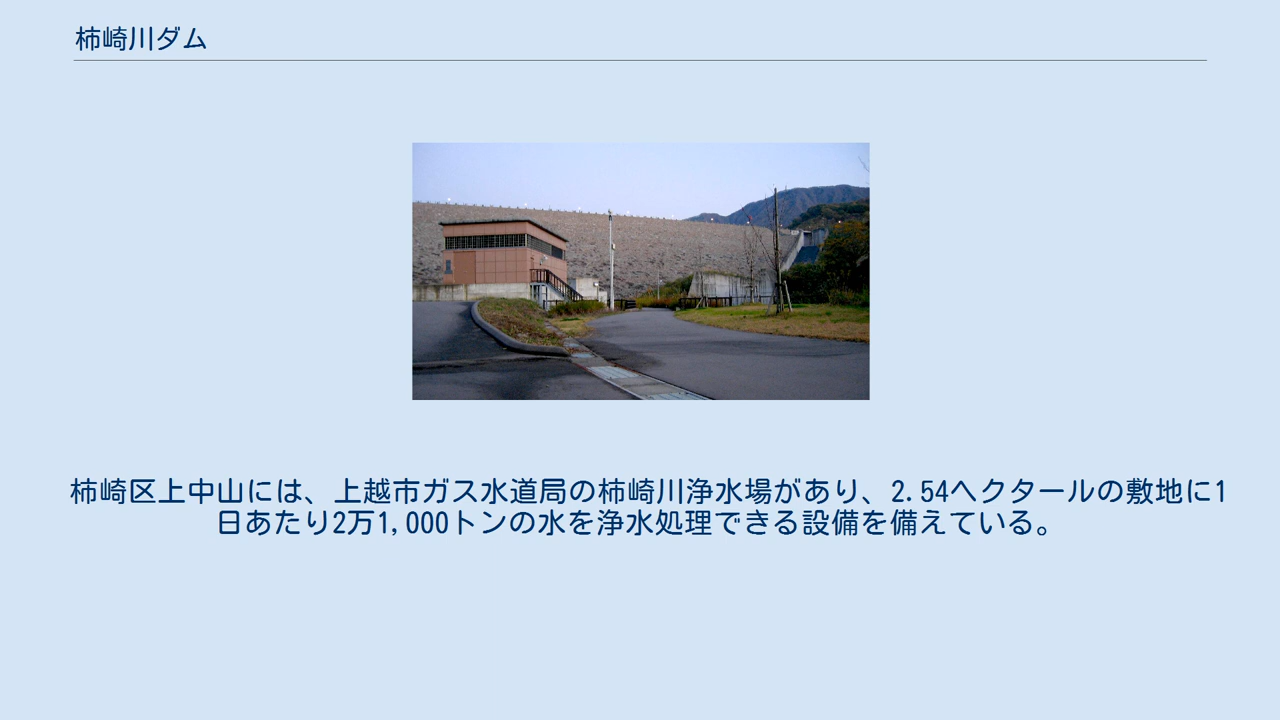 柿崎川ダム
柿崎区上中山には、上越市ガス水道局の柿崎川浄水場があり、2.54ヘクタールの敷地に1
日あたり2万1,000トンの水を浄水処理できる設備を備えている。